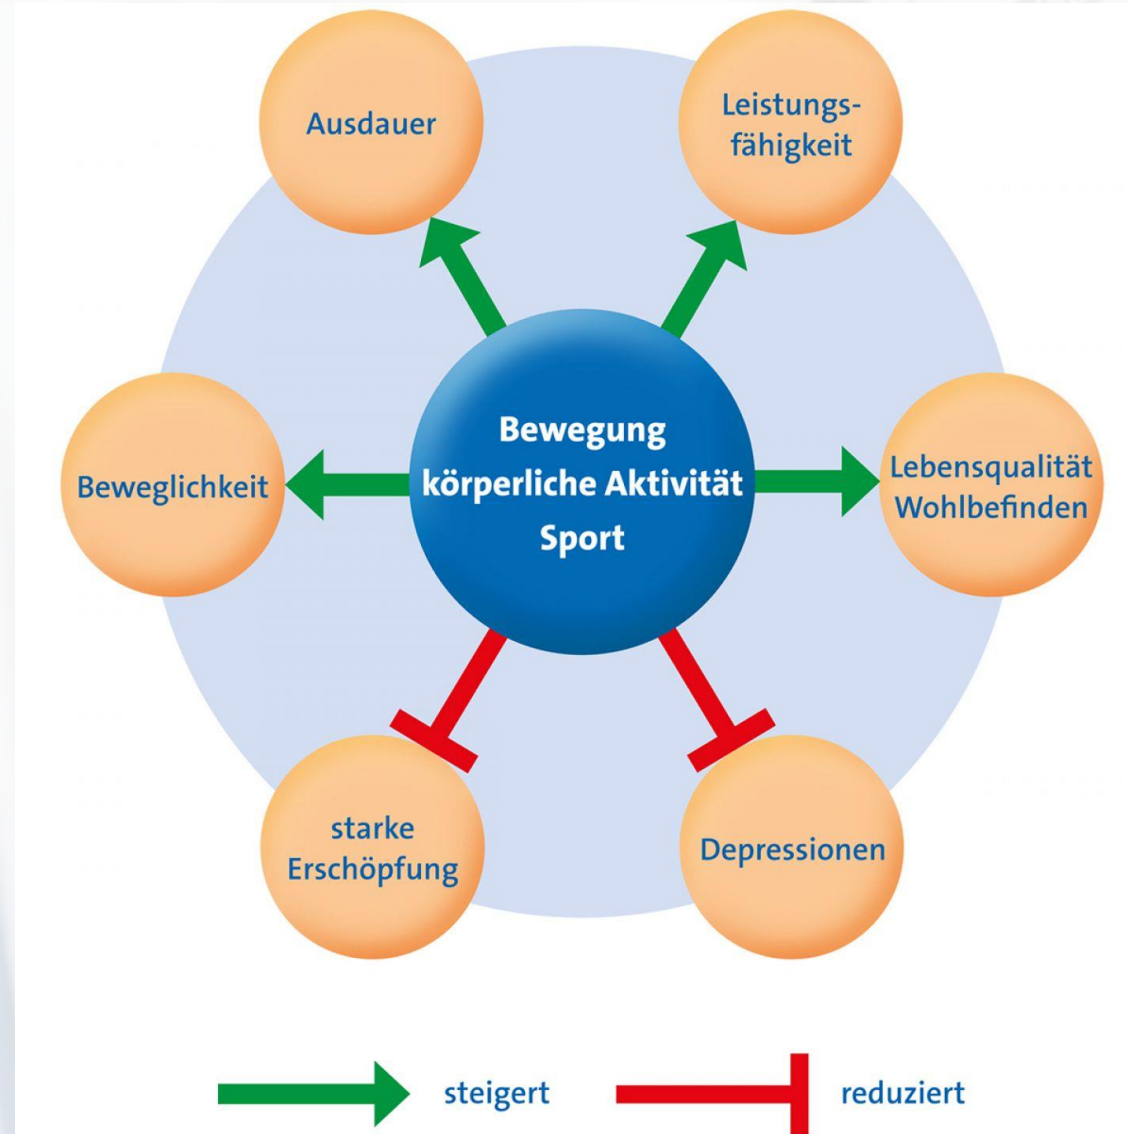 Ausdauer
Leistungs-
fähigkeit
Bewegung
körperliche Aktivität
Sport
Beweglichkeit
Lebensqualität
Wohlbefinden
starke
Erschöpfung
Depressionen
steigert
reduziert